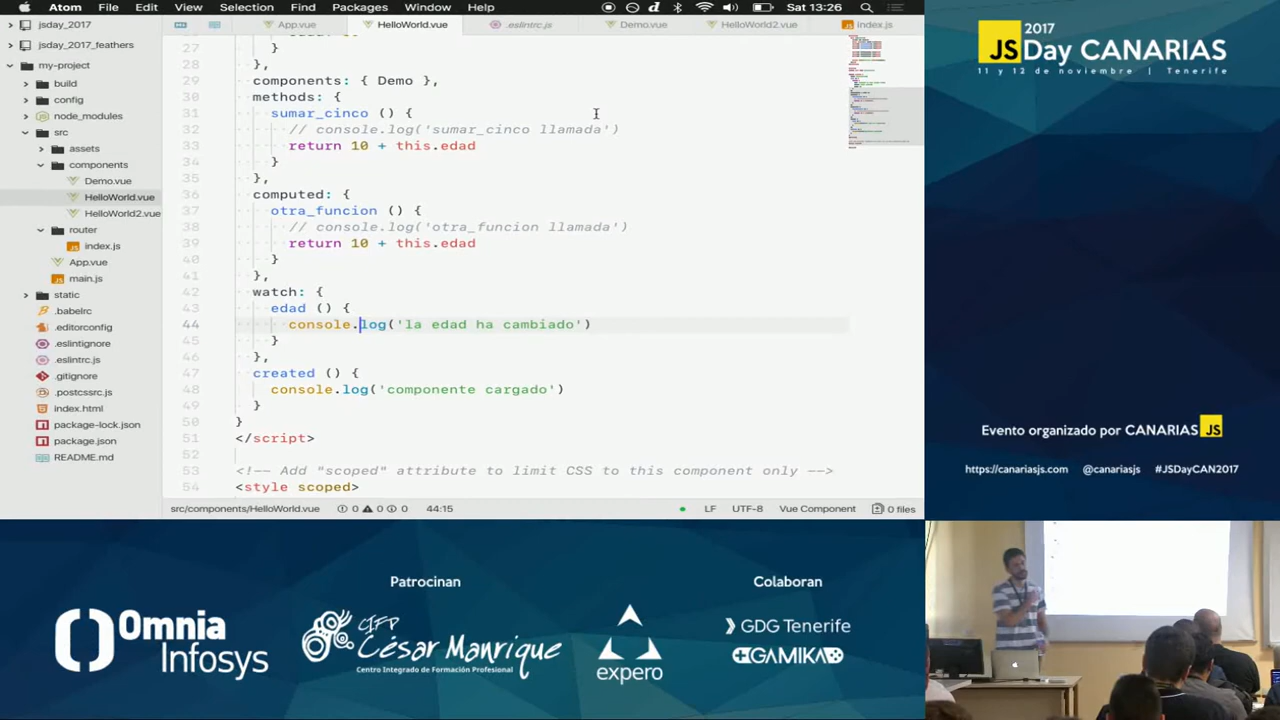 Atom File Edit View Selection Find Packages Window Help
Sat 13:26
jsday_2017
jsday_2017_feathers
my-project
build
config
node_modules
src
assets
components
Demo.vue
HelloWorld.vue
HelloWorld2.vue
router
index.js
App.vue
main.js
static
.babelrc
.editorconfig
.eslintignore
.eslintrc.js
.gitignore
.postcssrc.js
index.html
package-lock.json
package.json
README.md
App.vue HelloWorld.vue .eslintrc.js Demo.vue HelloWorld2.vue index.js
27 }
28 },
29 components: { Demo },
30 methods: {
31 sumar_cinco () {
32 // console.log('sumar_cinco llamada')
33 return 10 + this.edad
34 }
35 },
36 computed: {
37 otra_funcion () {
38 // console.log('otra_funcion llamada')
39 return 10 + this.edad
40 }
41 },
42 watch: {
43 edad () {
44 console.log('la edad ha cambiado')
45 }
46 },
47 created () {
48 console.log('componente cargado')
49 }
50 }
51 </script>
52
53 <!-- Add "scoped" attribute to limit CSS to this component only -->
54 <style scoped>
src/components/HelloWorld.vue 0 0 0 44:15 LF UTF-8 Vue Component 0 files
2017
JSDay CANARIAS
11 y 12 de noviembre | Tenerife
Evento organizado por CANARIAS JS
https://canariasjs.com @canariasjs #JSDayCAN2017
Patrocinan
Omnia
Infosys
CIFP
César Manrique
Centro Integrado de Formación Profesional
expero
Colaboran
GDG Tenerife
GAMIKA